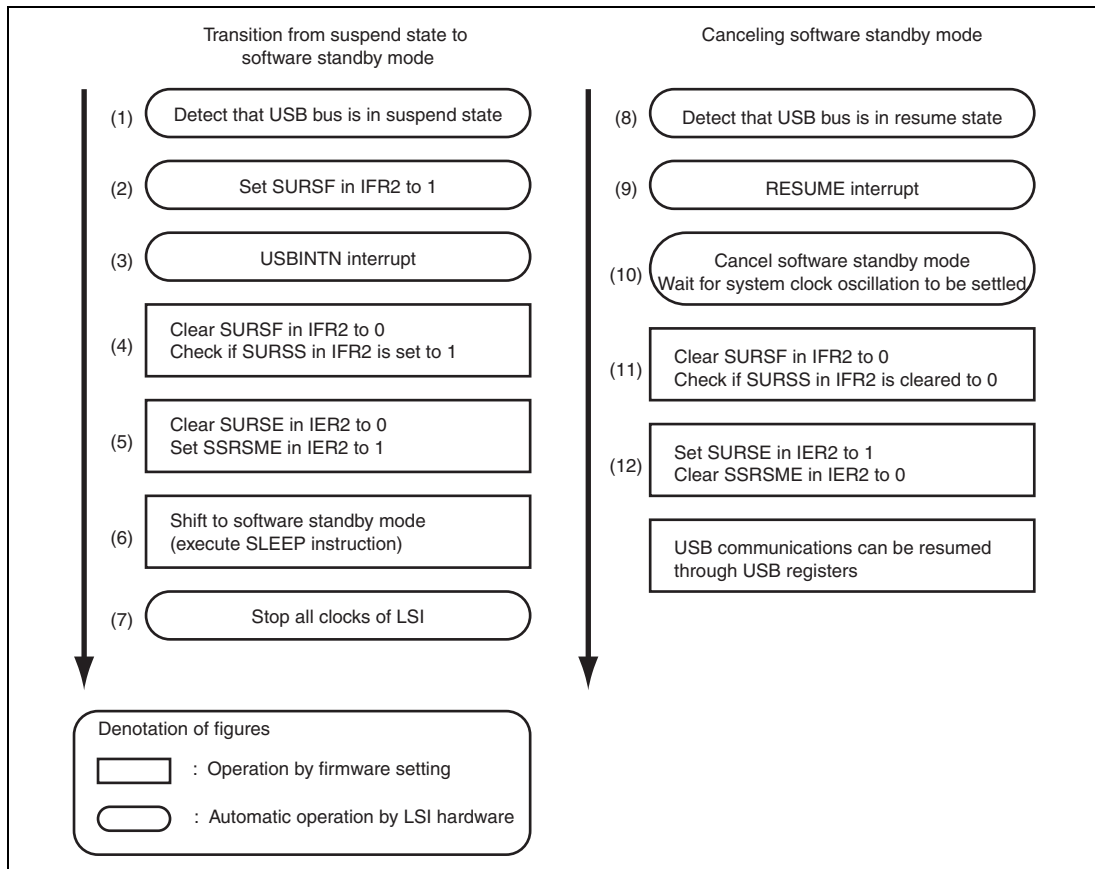 Transition from suspend state to
software standby mode
(1) Detect that USB bus is in suspend state
(2) Set SURSF in IFR2 to 1
(3) USBINTN interrupt
(4) Clear SURSF in IFR2 to 0
Check if SURSS in IFR2 is set to 1
(5) Clear SURSE in IER2 to 0
Set SSRSME in IER2 to 1
(6) Shift to software standby mode
(execute SLEEP instruction)
(7) Stop all clocks of LSI
Canceling software standby mode
(8) Detect that USB bus is in resume state
(9) RESUME interrupt
(10) Cancel software standby mode
Wait for system clock oscillation to be settled
(11) Clear SURSF in IFR2 to 0
Check if SURSS in IFR2 is cleared to 0
(12) Set SURSE in IER2 to 1
Clear SSRSME in IER2 to 0
USB communications can be resumed
through USB registers
Denotation of figures
: Operation by firmware setting
: Automatic operation by LSI hardware